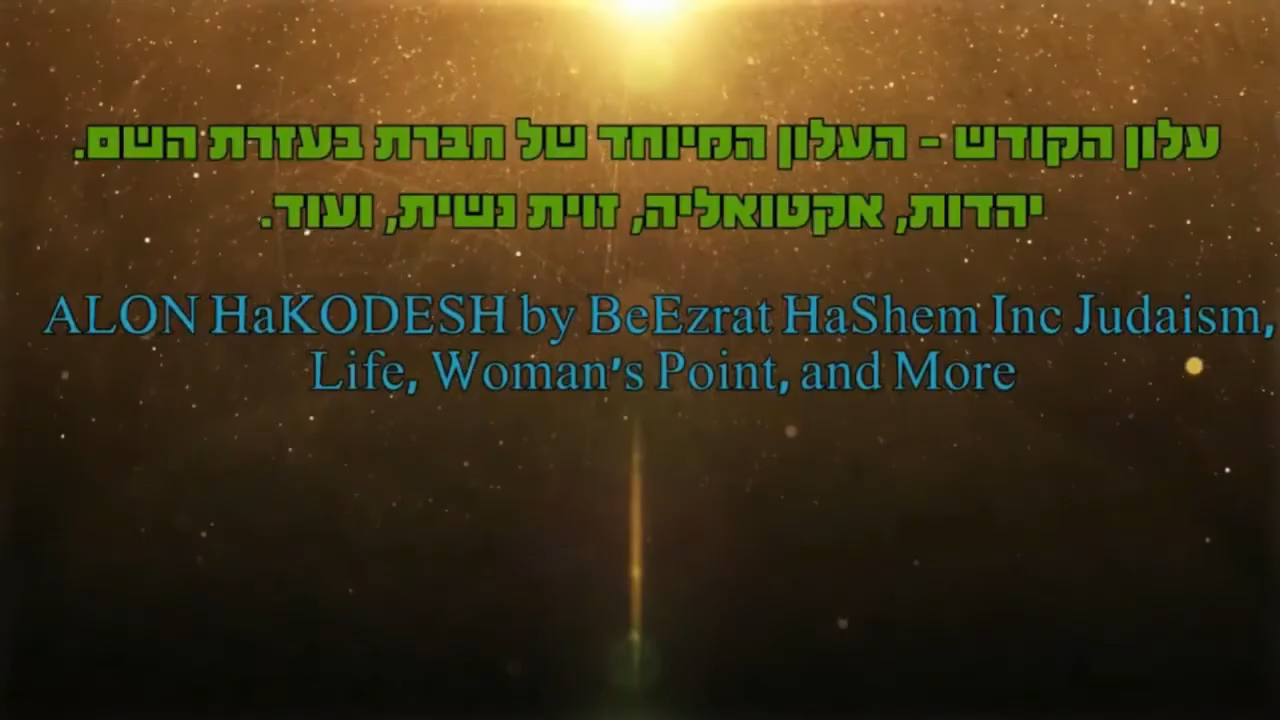 עלון הקודש - העלון המיוחד של חברת בעזרת השם.
יהדות, אקטואליה, זוית נשית, ועוד.
ALON HaKODESH by BeEzrat HaShem Inc Judaism,
Life, Woman's Point, and More